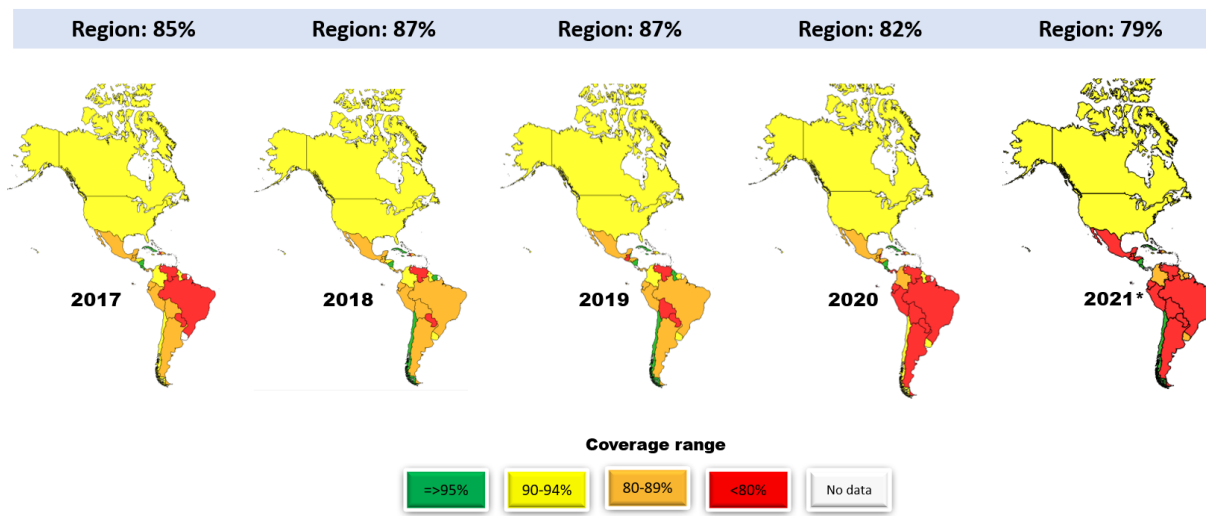 Region: 85% Region: 87% Region: 87% Region: 82% Region: 79%
2017 2018 2019 2020 2021*
Coverage range
=>95% 90-94% 80-89% <80% No data